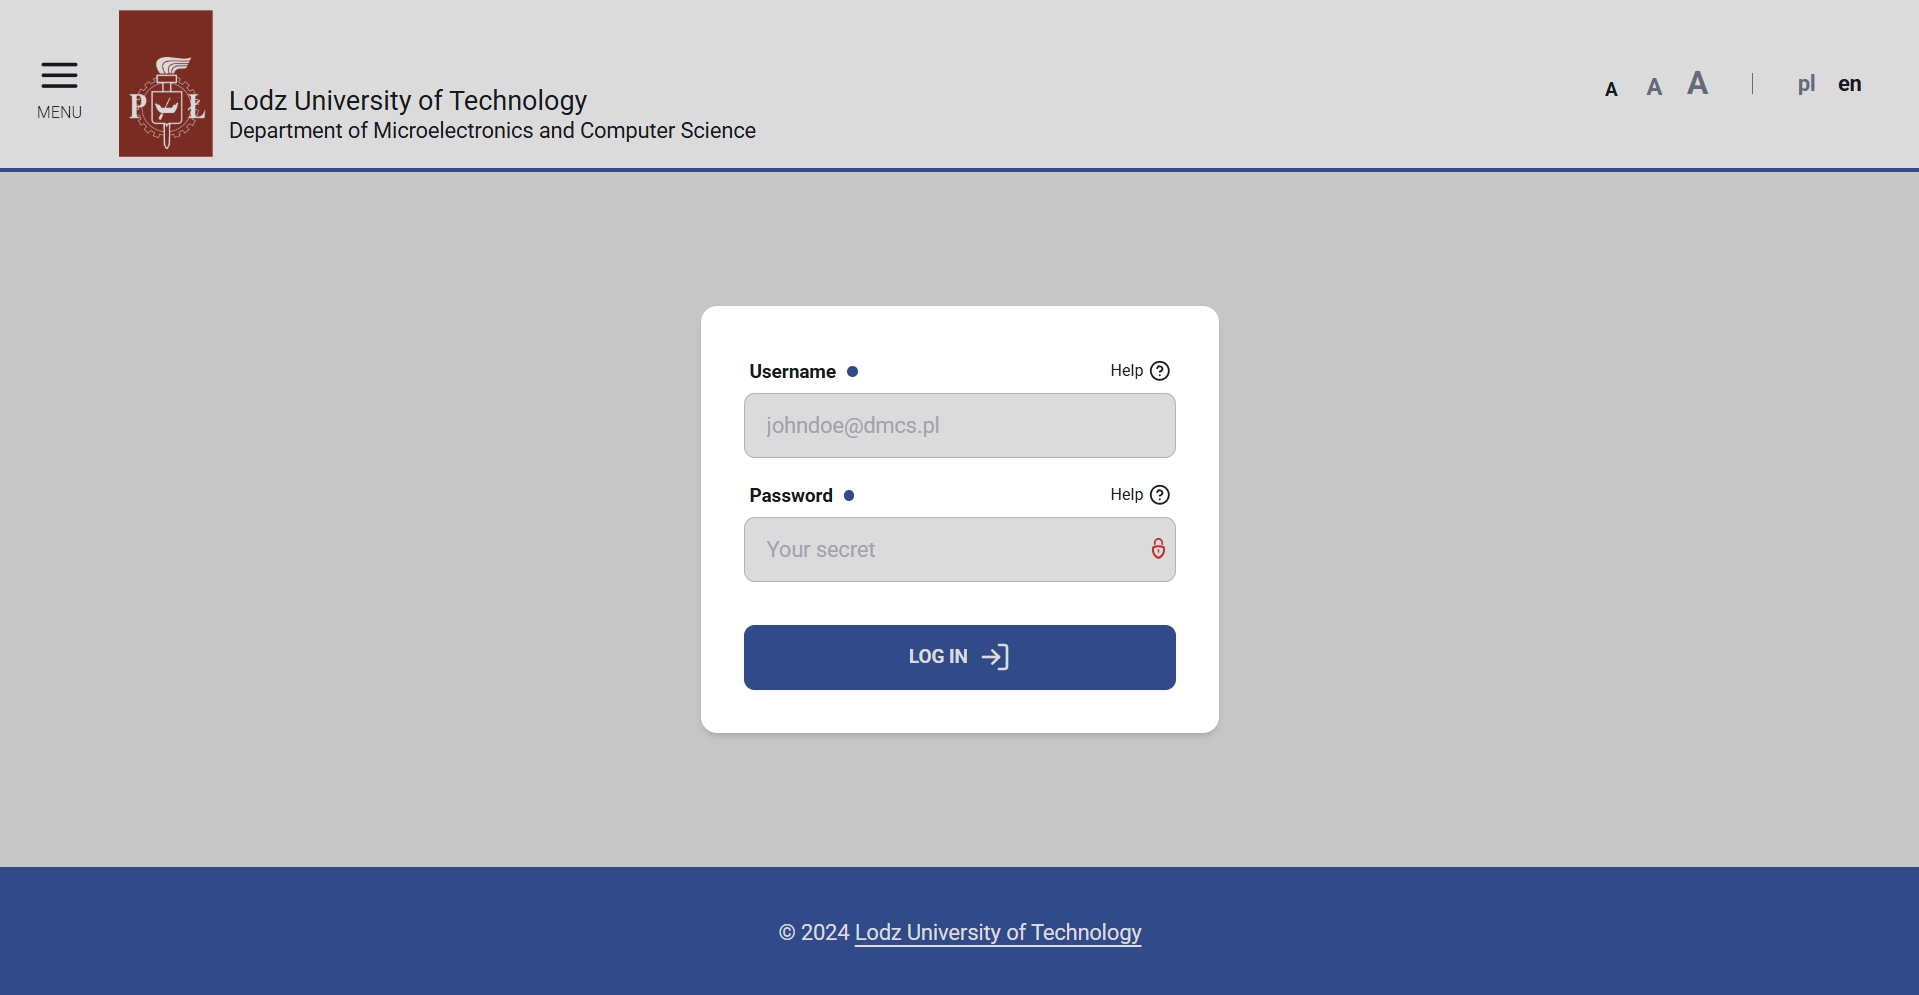 MENU
P Ł
Lodz University of Technology
Department of Microelectronics and Computer Science
A A A
pl en
Username Help
johndoe@dmcs.pl
Password Help
Your secret
LOG IN
© 2024 Lodz University of Technology